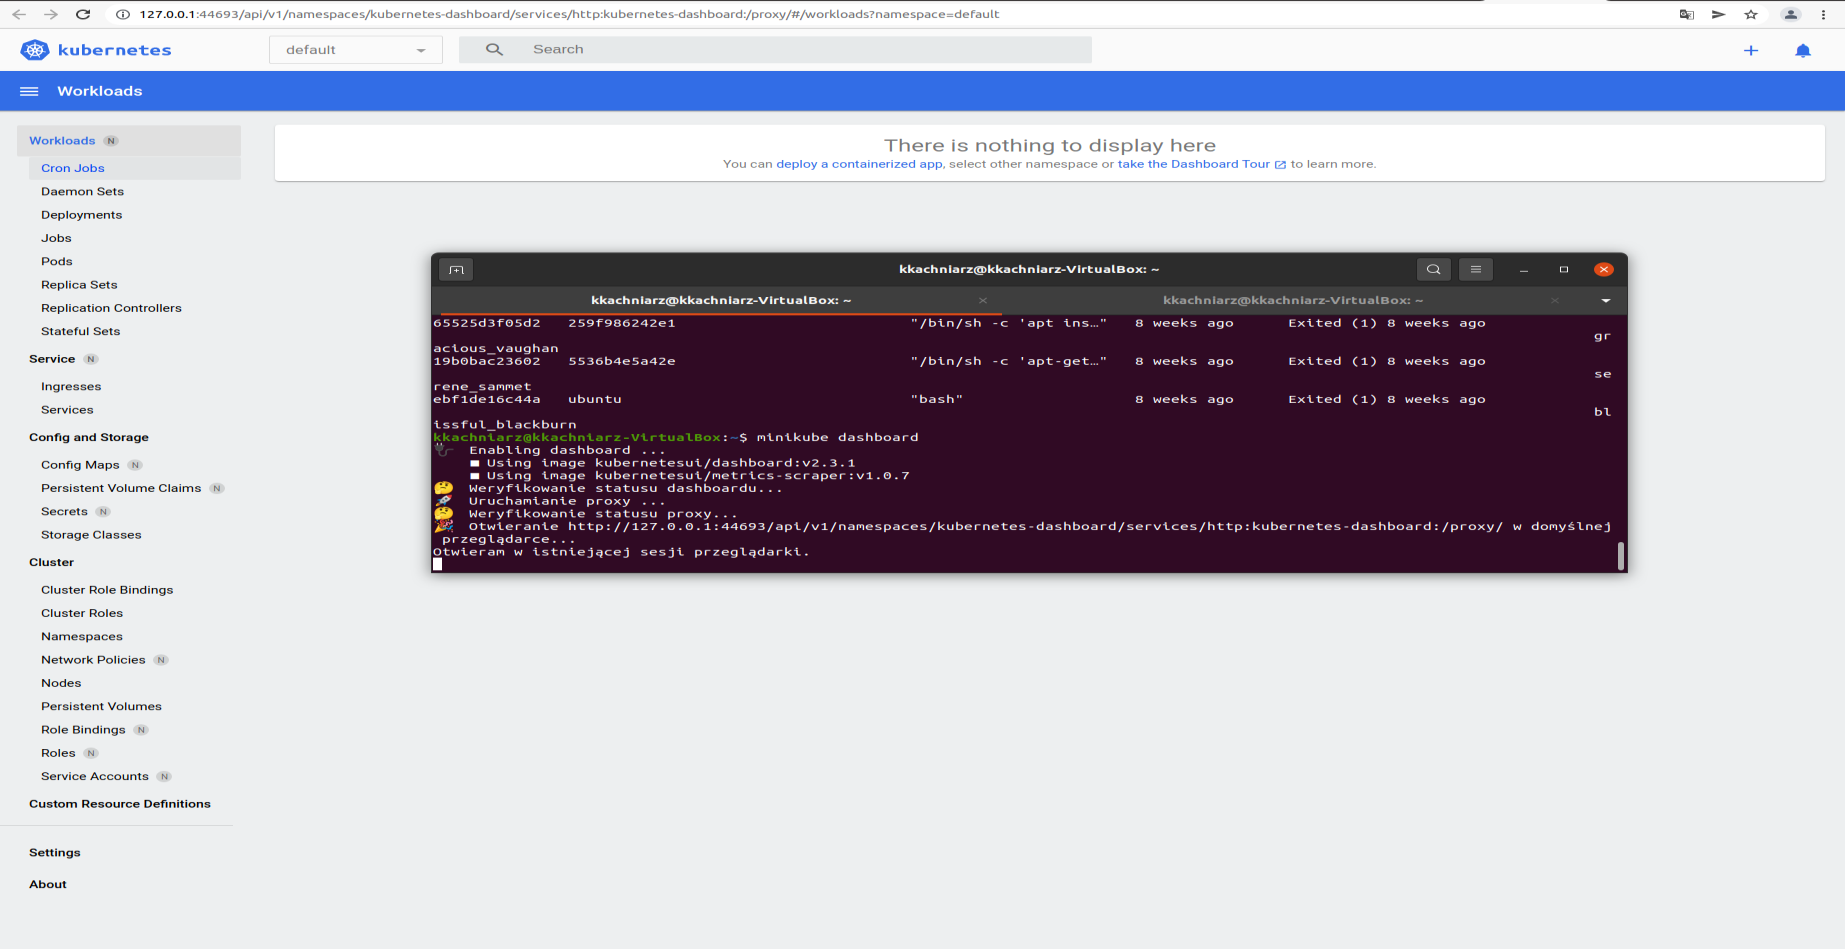 127.0.0.1:44693/api/v1/namespaces/kubernetes-dashboard/services/http:kubernetes-dashboard:/proxy/#/workloads?namespace=default
kubernetes
default
Search
Workloads
Workloads N
Cron Jobs
Daemon Sets
Deployments
Jobs
Pods
Replica Sets
Replication Controllers
Stateful Sets
Service N
Ingresses
Services
Config and Storage
Config Maps N
Persistent Volume Claims N
Secrets N
Storage Classes
Cluster
Cluster Role Bindings
Cluster Roles
Namespaces
Network Policies N
Nodes
Persistent Volumes
Role Bindings N
Roles N
Service Accounts N
Custom Resource Definitions
Settings
About
There is nothing to display here
You can deploy a containerized app, select other namespace or take the Dashboard Tour to learn more.
kkachniarz@kkachniarz-VirtualBox: ~
kkachniarz@kkachniarz-VirtualBox: ~
kkachniarz@kkachniarz-VirtualBox: ~
65525d3f05d2 259f986242e1 "/bin/sh -c 'apt ins…" 8 weeks ago Exited (1) 8 weeks ago
gr
acious_vaughan
19b0bac23602 5536b4e5a42e "/bin/sh -c 'apt-get…" 8 weeks ago Exited (1) 8 weeks ago
se
rene_sammet
ebf1de16c44a ubuntu "bash" 8 weeks ago Exited (1) 8 weeks ago
bl
issful_blackburn
kkachniarz@kkachniarz-VirtualBox:~$ minikube dashboard
🔌 Enabling dashboard ...
▪ Using image kubernetesui/dashboard:v2.3.1
▪ Using image kubernetesui/metrics-scraper:v1.0.7
🤔 Weryfikowanie statusu dashboardu...
🚀 Uruchamianie proxy ...
🤔 Weryfikowanie statusu proxy...
🎉 Otwieranie http://127.0.0.1:44693/api/v1/namespaces/kubernetes-dashboard/services/http:kubernetes-dashboard:/proxy/ w domyślnej
przeglądarce...
Otwieram w istniejącej sesji przeglądarki.